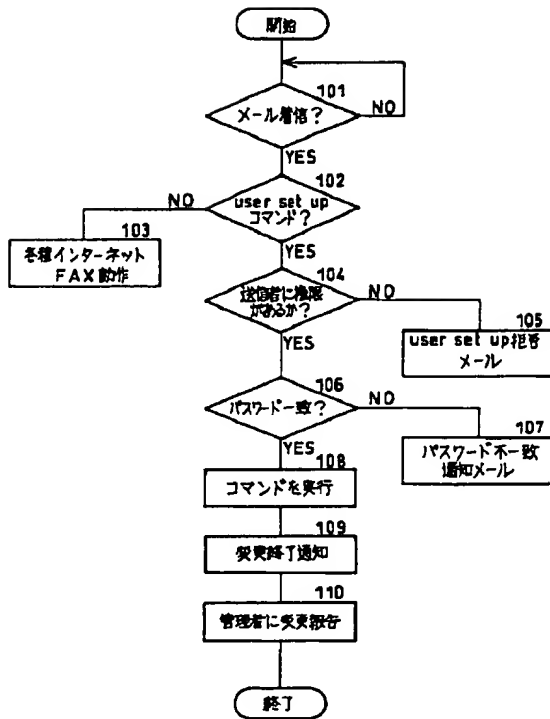 開始
101
メール着信?
NO
YES
102
user set up
コマンド?
NO
103
各種インターネット
FAX動作
YES
104
送信者に権限
があるか?
NO
105
user set up拒否
メール
YES
106
パスワード一致?
NO
107
パスワード不一致
通知メール
YES
108
コマンドを実行
109
変更終了通知
110
管理者に変更報告
終了